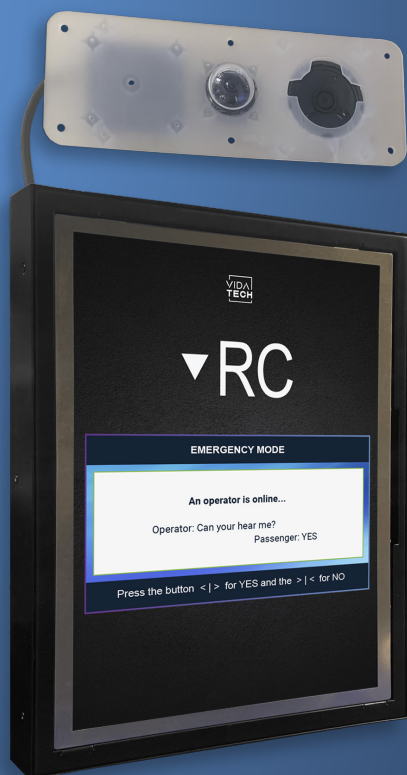 VIDA
TECH
▼RC
EMERGENCY MODE
An operator is online...
Operator: Can your hear me?
Passenger: YES
Press the button < | > for YES and the > | < for NO